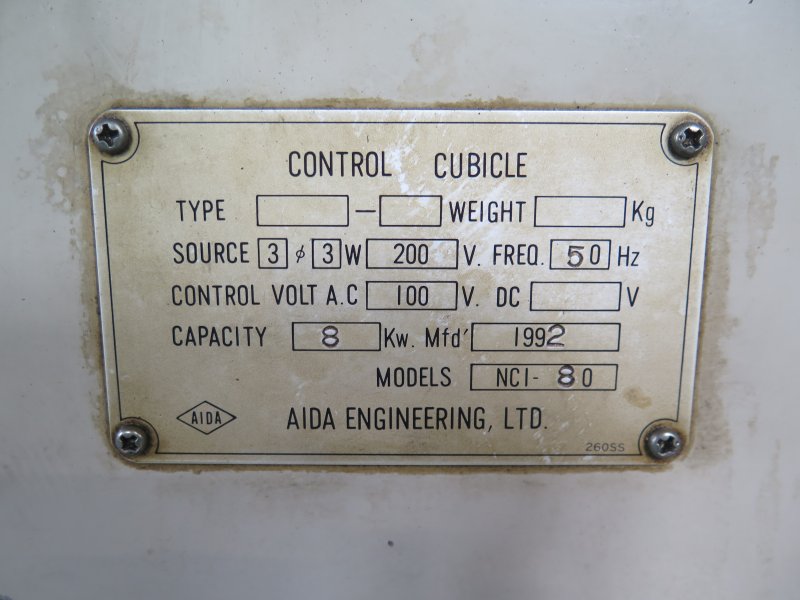 CONTROL CUBICLE
TYPE — WEIGHT Kg
SOURCE 3 ø 3 W 200 V. FREQ. 50 Hz
CONTROL VOLT A.C 100 V. DC V
CAPACITY 8 Kw. Mfd' 1992
MODELS NC1- 80
AIDA AIDA ENGINEERING, LTD.
260SS